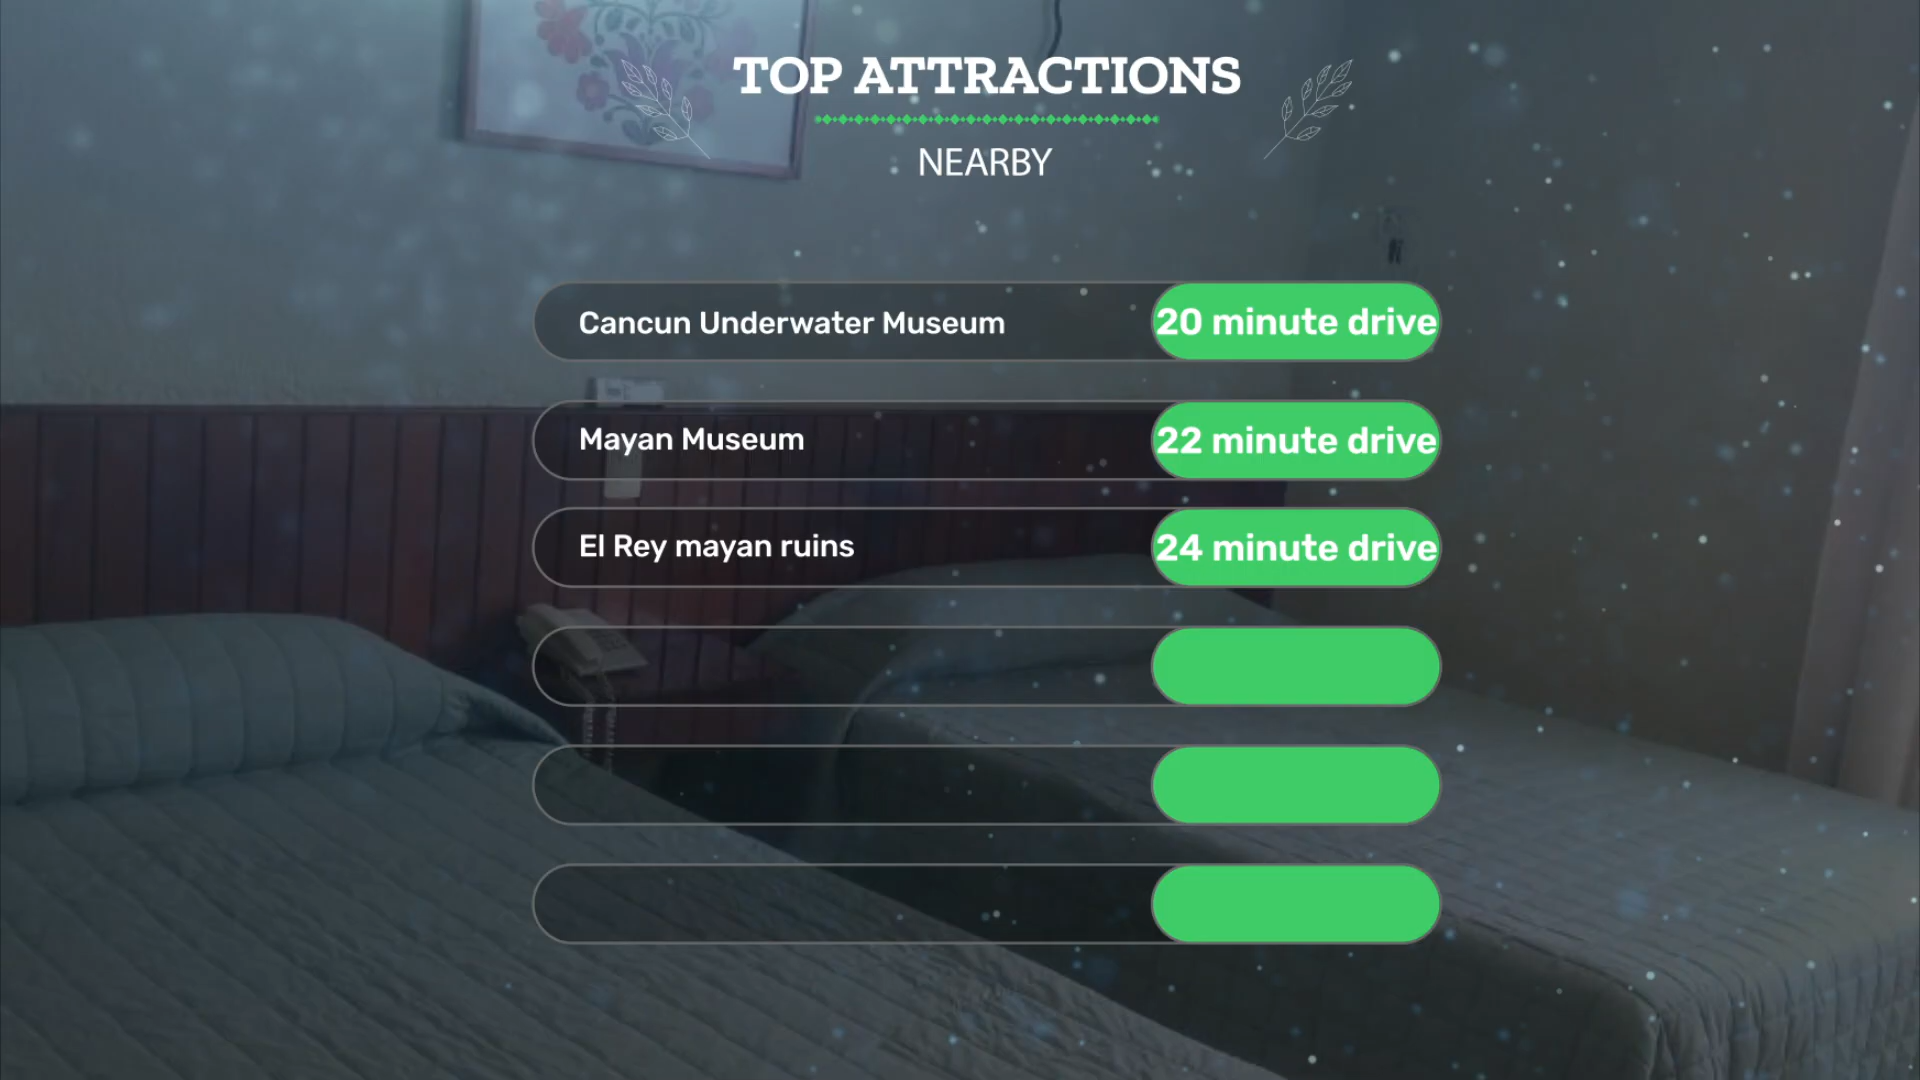 TOP ATTRACTIONS
NEARBY
Cancun Underwater Museum 20 minute drive
Mayan Museum 22 minute drive
El Rey mayan ruins 24 minute drive